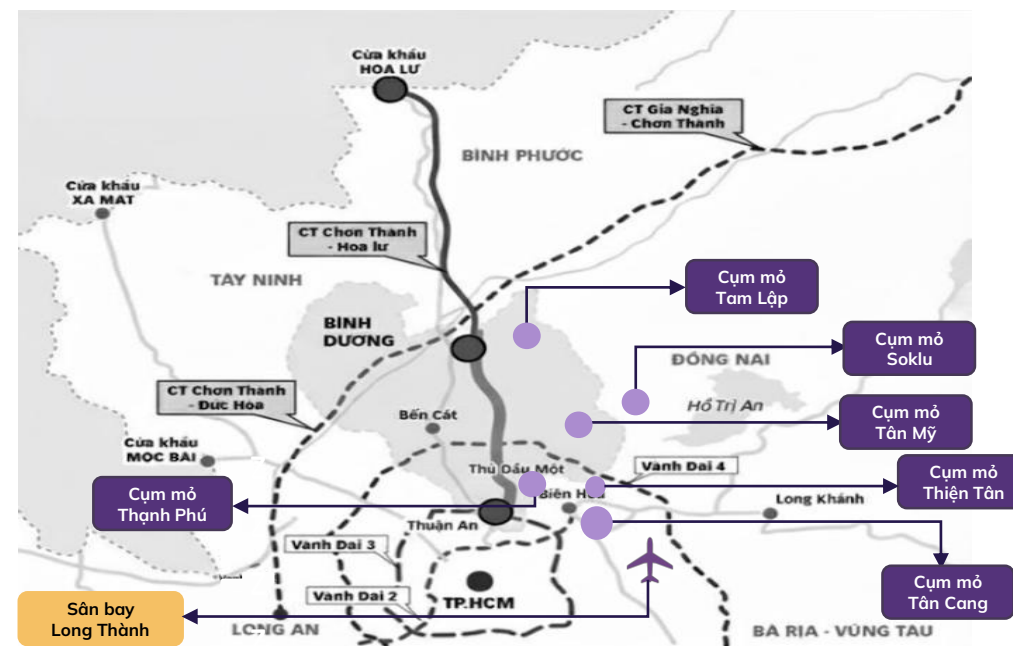 Cửa khẩu
HOA LƯ
CT Gia Nghĩa
- Chơn Thành
BÌNH PHƯỚC
Cửa khẩu
XA MAT
CT Chơn Thành
- Hoa lư
TÂY NINH
Cụm mỏ
Tam Lập
BÌNH
DƯƠNG
Cụm mỏ
Soklu
ĐỒNG NAI
CT Chơn Thành
- Đức Hòa
Hồ Trị An
Bến Cát
Cụm mỏ
Tân Mỹ
Cửa khẩu
MỘC BÀI
Thủ Dầu Một
Vành Đai 4
Cụm mỏ
Thiện Tân
Cụm mỏ
Thạnh Phú
Biên Hòa
Long Khánh
Thuận An
Vành Đai 3
Cụm mỏ
Tân Cang
Vành Đai 2
TP.HCM
Sân bay
Long Thành
LONG AN
BÀ RỊA - VŨNG TÀU